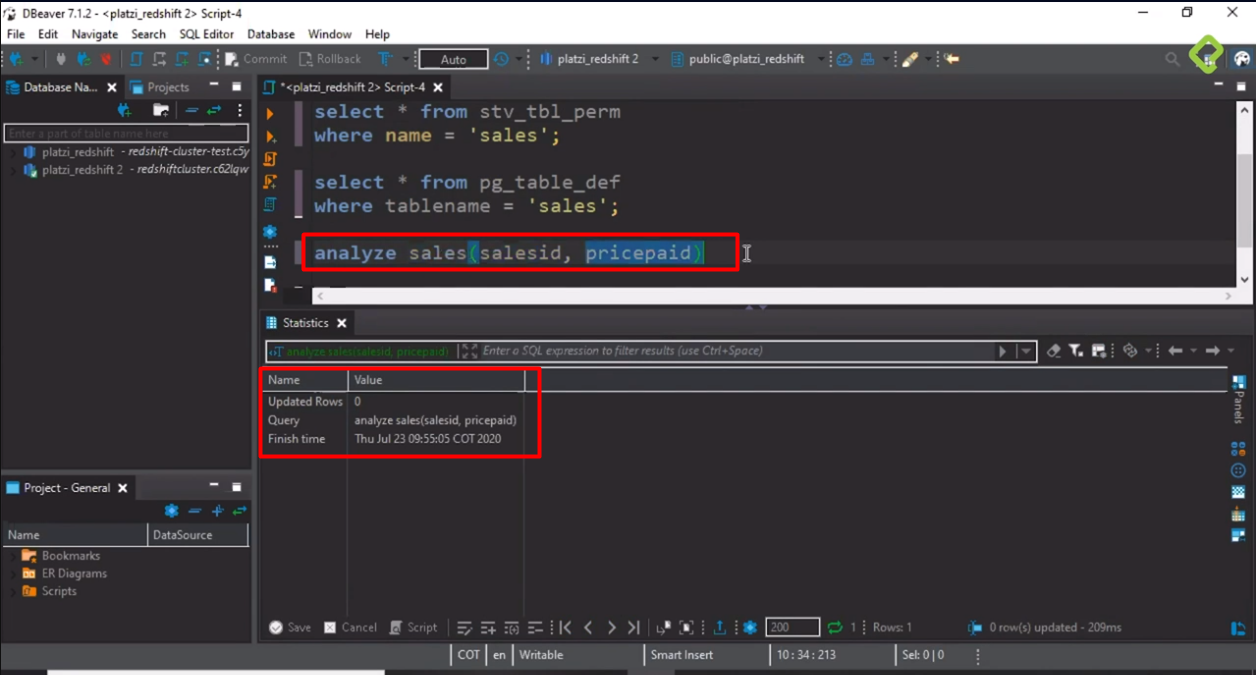 DBeaver 7.1.2 - <platzi_redshift 2> Script-4
File Edit Navigate Search SQL Editor Database Window Help
Commit Rollback Auto platzi_redshift 2 public@platzi_redshift
Database Na... Projects
*<platzi_redshift 2> Script-4
Enter a part of table name here
platzi_redshift - redshift-cluster-test.c5y
platzi_redshift 2 - redshiftcluster.c62lqw
select * from stv_tbl_perm
where name = 'sales';
select * from pg_table_def
where tablename = 'sales';
analyze sales(salesid, pricepaid)
Statistics
analyze sales(salesid, pricepaid) Enter a SQL expression to filter results (use Ctrl+Space)
Name Value
Updated Rows 0
Query analyze sales(salesid, pricepaid)
Finish time Thu Jul 23 09:55:05 COT 2020
Panels
Project - General
Name DataSource
Bookmarks
ER Diagrams
Scripts
Save Cancel Script 200 1 Rows: 1 0 row(s) updated - 209ms
COT en Writable Smart Insert 10 : 34 : 213 Sel: 0 | 0